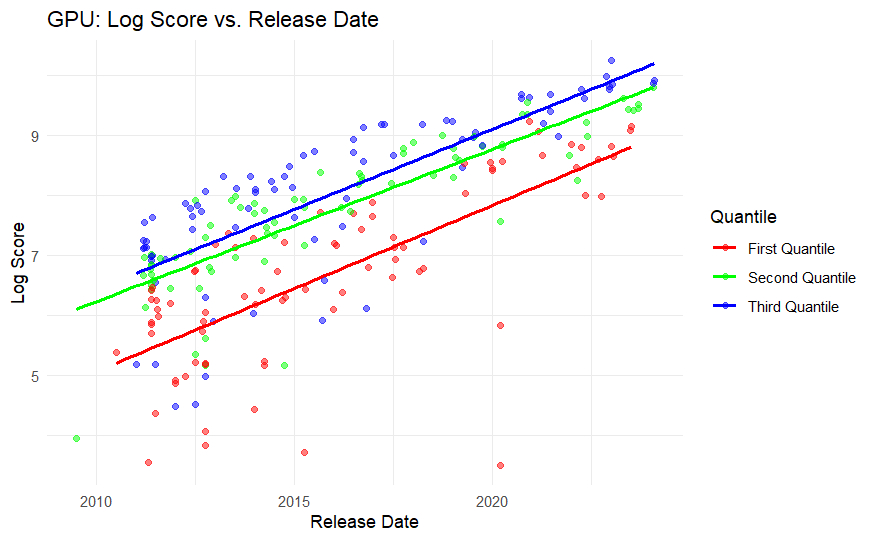 GPU: Log Score vs. Release Date
9
7
5
Log Score
2010
2015
2020
Release Date
Quantile
First Quantile
Second Quantile
Third Quantile